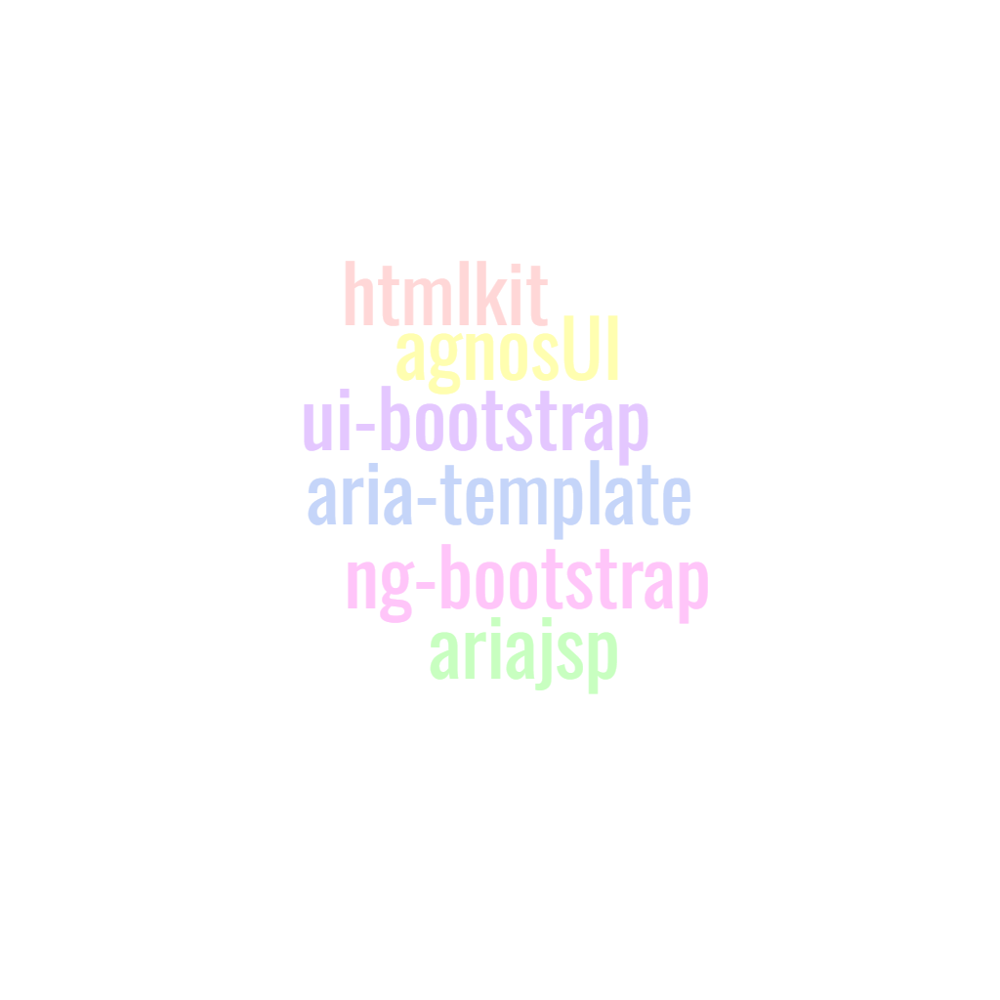 htmlkit
agnosUI
ui-bootstrap
aria-template
ng-bootstrap
ariajsp